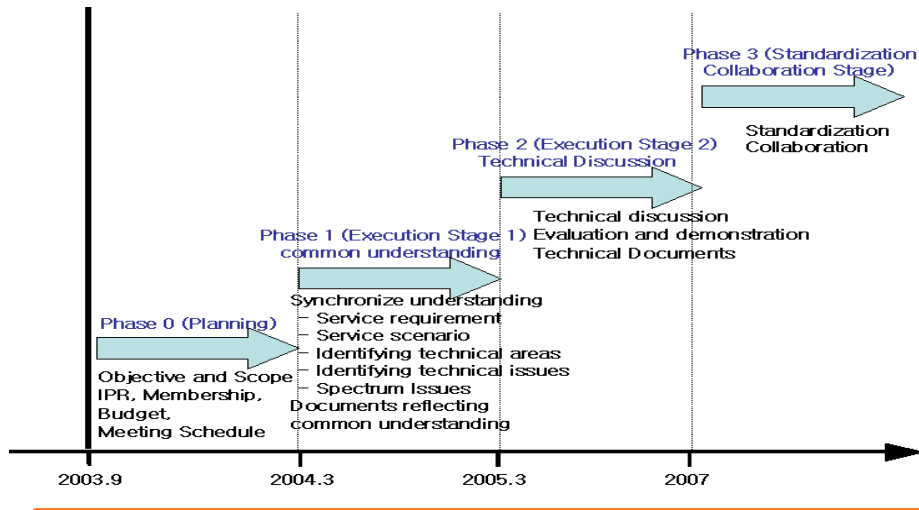 Phase 3 (Standardization
Collaboration Stage)
Standardization
Collaboration
Phase 2 (Execution Stage 2)
Technical Discussion
Technical discussion
Evaluation and demonstration
Technical Documents
Phase 1 (Execution Stage 1)
common understanding
Synchronize understanding
– Service requirement
– Service scenario
– Identifying technical areas
– Identifying technical issues
– Spectrum Issues
Documents reflecting
common understanding
Phase 0 (Planning)
Objective and Scope
IPR, Membership,
Budget,
Meeting Schedule
2003.9
2004.3
2005.3
2007